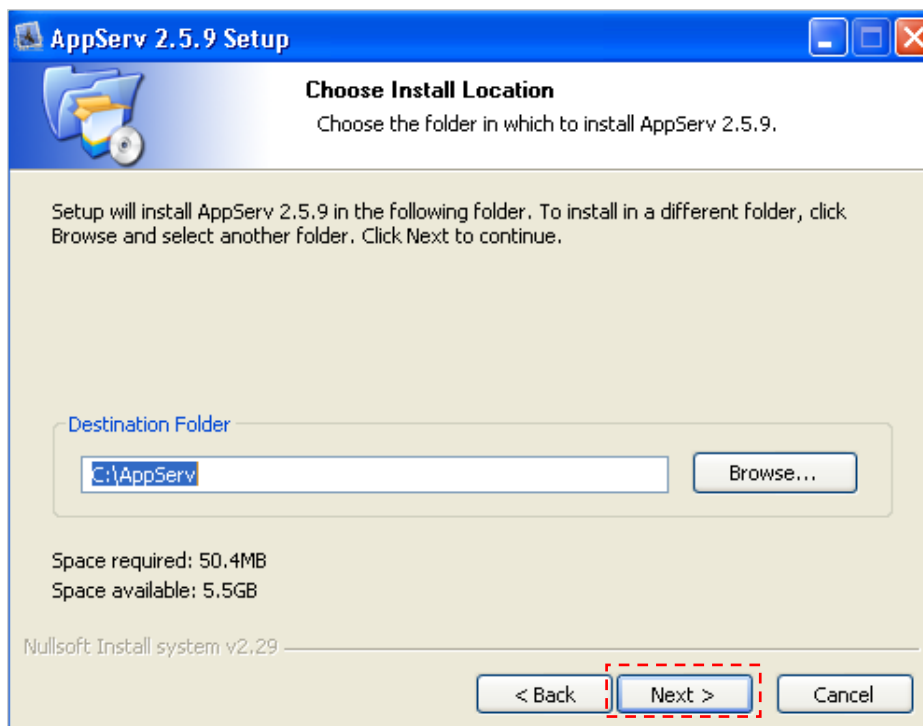 AppServ 2.5.9 Setup
Choose Install Location
Choose the folder in which to install AppServ 2.5.9.
Setup will install AppServ 2.5.9 in the following folder. To install in a different folder, click
Browse and select another folder. Click Next to continue.
Destination Folder
C:\AppServ
Browse...
Space required: 50.4MB
Space available: 5.5GB
Nullsoft Install system v2.29
< Back
Next >
Cancel